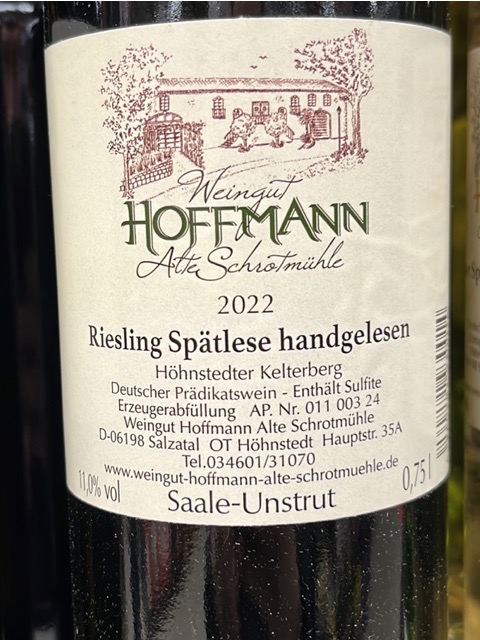 Weingut
HOFFMANN
Alte Schrotmühle
2022
Riesling Spätlese handgelesen
Höhnstedter Kelterberg
Deutscher Prädikatswein - Enthält Sulfite
Erzeugerabfüllung AP. Nr. 011 003 24
Weingut Hoffmann Alte Schrotmühle
D-06198 Salzatal OT Höhnstedt Hauptstr. 35A
Tel.034601/31070
www.weingut-hoffmann-alte-schrotmuehle.de
11,0% vol
0,75 l
Saale-Unstrut